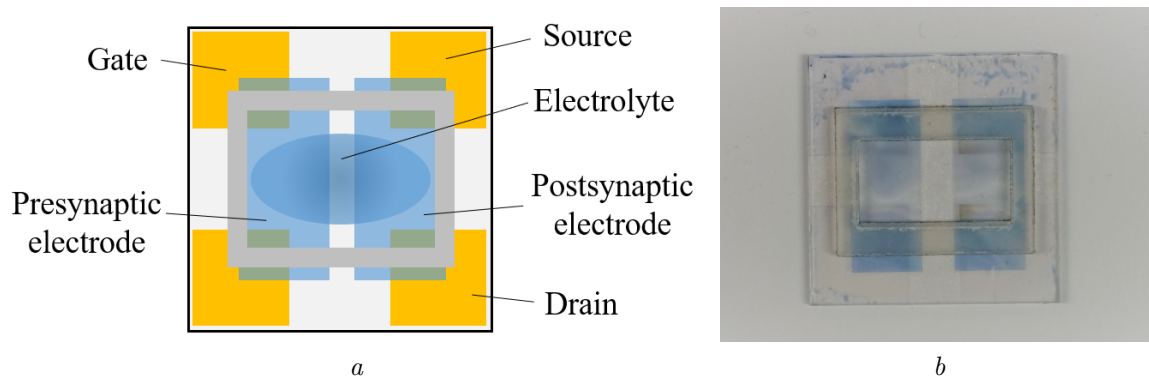 Gate
Source
Electrolyte
Presynaptic
electrode
Postsynaptic
electrode
Drain
a
b